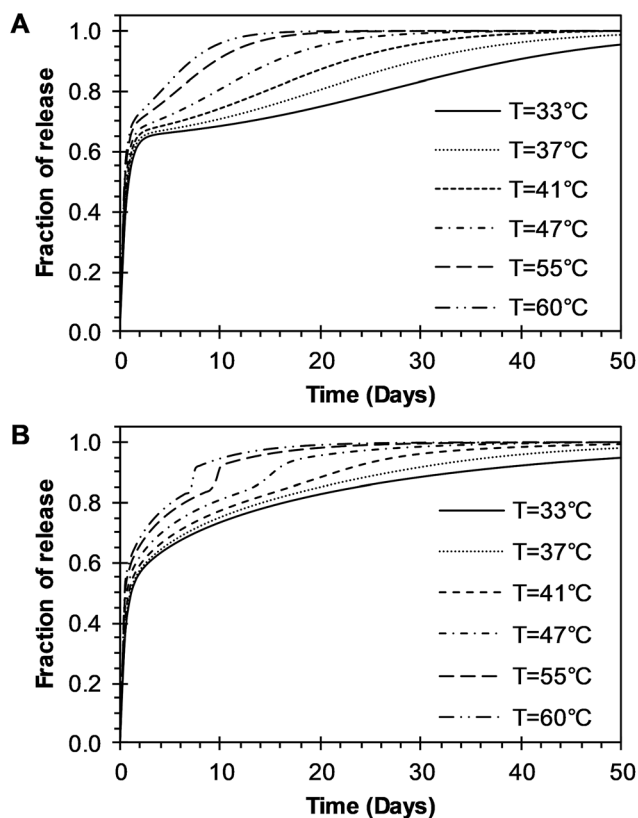 A
1.0
0.8
0.6
0.4
0.2
0.0
Fraction of release
T=33°C
T=37°C
T=41°C
T=47°C
T=55°C
T=60°C
0 10 20 30 40 50
Time (Days)
B
1.0
0.8
0.6
0.4
0.2
0.0
Fraction of release
T=33°C
T=37°C
T=41°C
T=47°C
T=55°C
T=60°C
0 10 20 30 40 50
Time (Days)